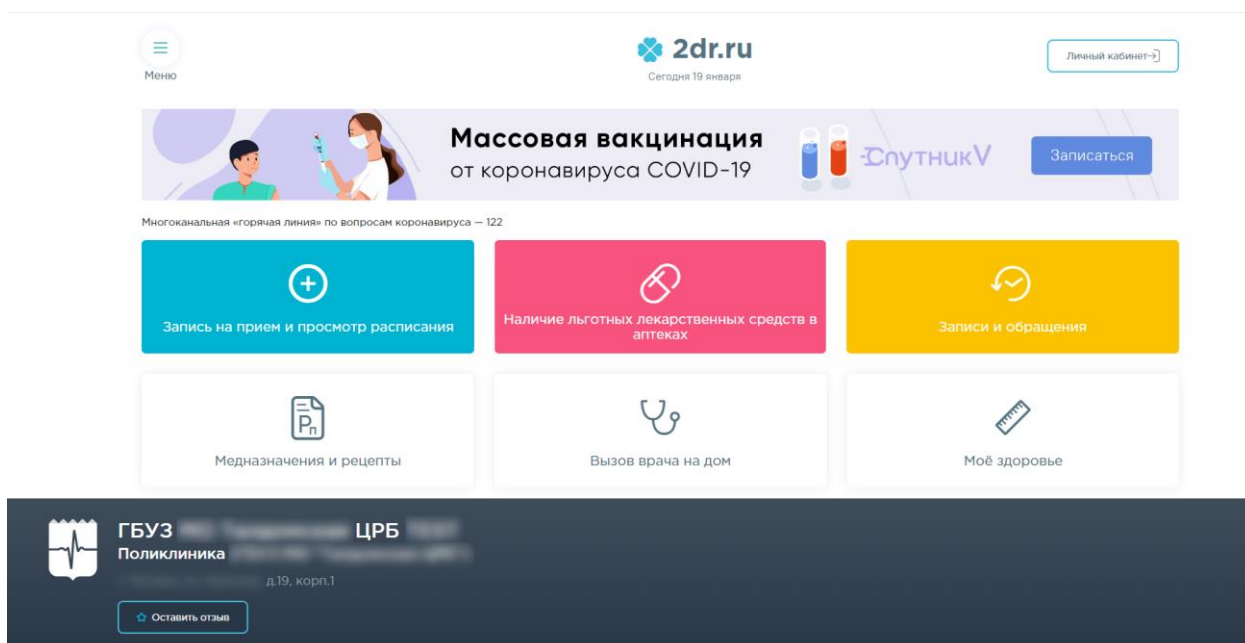 Меню
2dr.ru
Сегодня 19 января
Личный кабинет
Массовая вакцинация
от коронавируса COVID-19
СпутникV
Записаться
Многоканальная «горячая линия» по вопросам коронавируса — 122
Запись на прием и просмотр расписания
Наличие льготных лекарственных средств в
аптеках
Записи и обращения
Рп
Медназначения и рецепты
Вызов врача на дом
Моё здоровье
ГБУЗ ЦРБ
Поликлиника
д.19, корп.1
Оставить отзыв